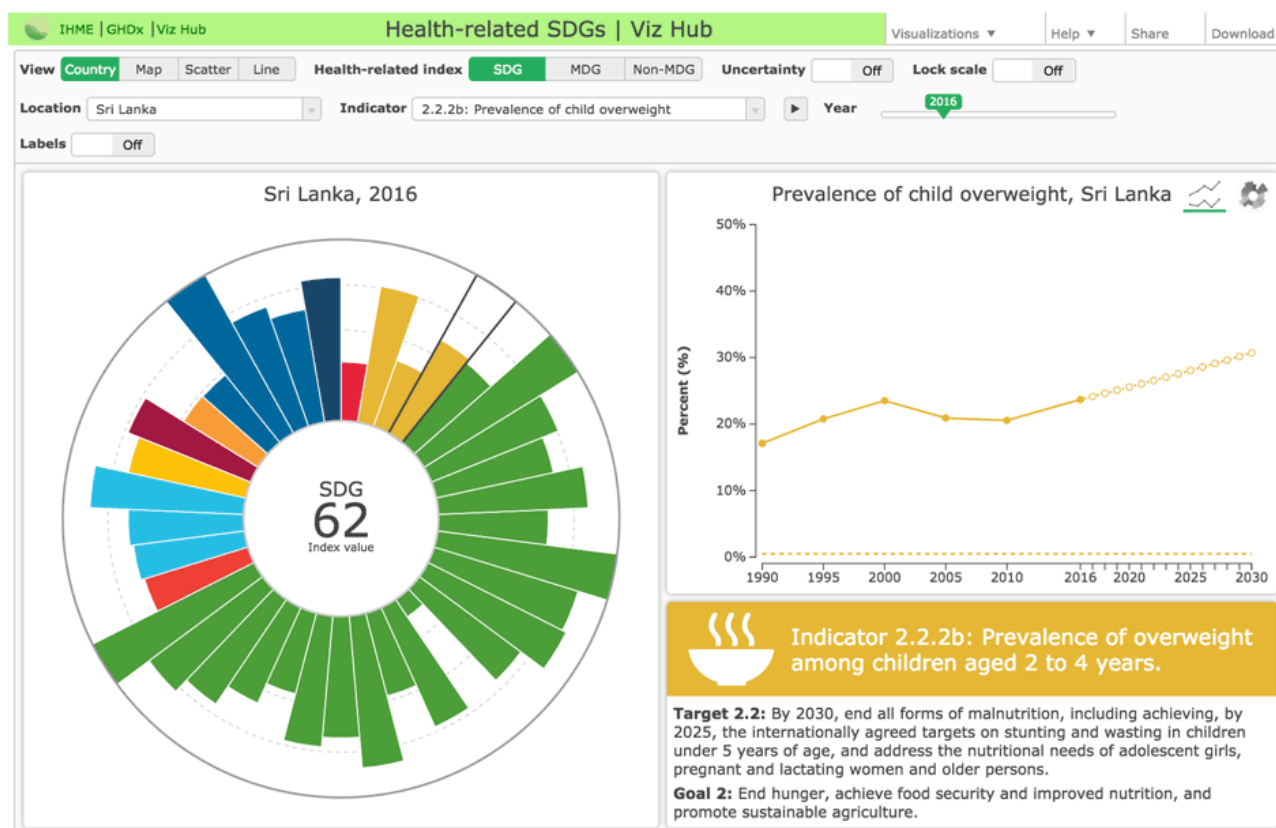 IHME | GHDx | Viz Hub
Health-related SDGs | Viz Hub
Visualizations ▼
Help ▼
Share
Download
View Country Map Scatter Line Health-related index SDG MDG Non-MDG Uncertainty Off Lock scale Off
Location Sri Lanka Indicator 2.2.2b: Prevalence of child overweight Year 2016
Labels Off
Sri Lanka, 2016
SDG
62
Index value
Prevalence of child overweight, Sri Lanka
50%
40%
30%
20%
10%
0%
Percent (%)
1990 1995 2000 2005 2010 2016 2020 2025 2030
Indicator 2.2.2b: Prevalence of overweight
among children aged 2 to 4 years.
Target 2.2: By 2030, end all forms of malnutrition, including achieving, by
2025, the internationally agreed targets on stunting and wasting in children
under 5 years of age, and address the nutritional needs of adolescent girls,
pregnant and lactating women and older persons.
Goal 2: End hunger, achieve food security and improved nutrition, and
promote sustainable agriculture.